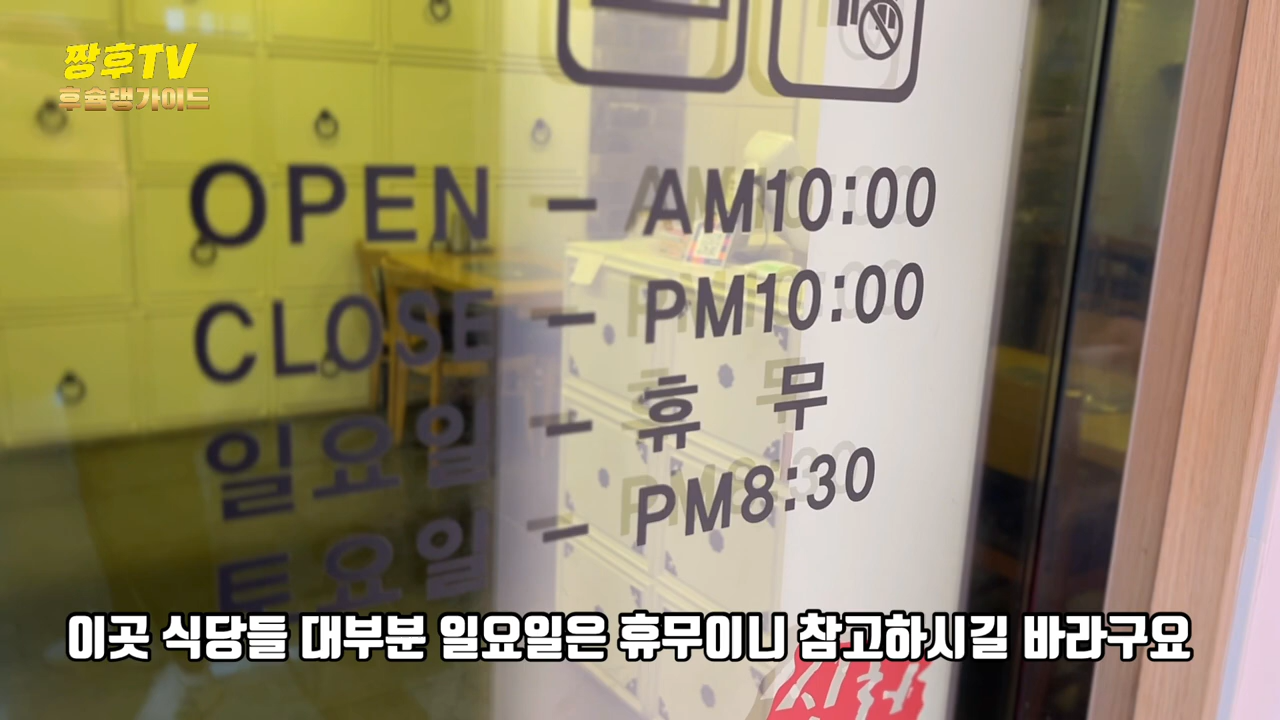 짱후TV
후슐랭가이드
OPEN - AM10:00
CLOSE - PM10:00
일요일 - 휴 무
토요일 - PM8:30
이곳 식당들 대부분 일요일은 휴무이니 참고하시길 바라구요